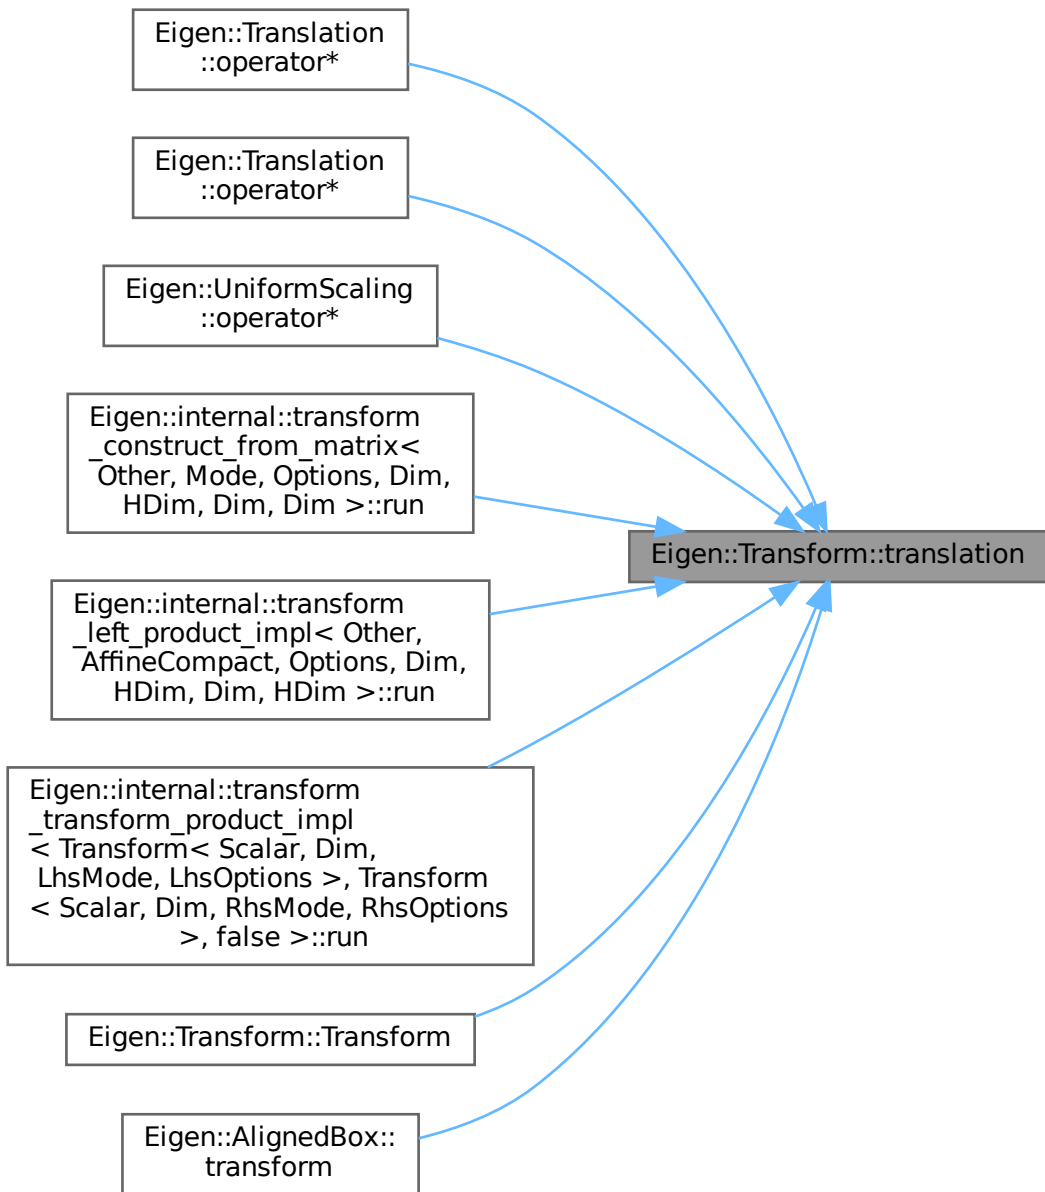 Eigen::Translation
::operator*
Eigen::Translation
::operator*
Eigen::UniformScaling
::operator*
Eigen::internal::transform
_construct_from_matrix<
Other, Mode, Options, Dim,
HDim, Dim, Dim >::run
Eigen::Transform::translation
Eigen::internal::transform
_left_product_impl< Other,
AffineCompact, Options, Dim,
HDim, Dim, HDim >::run
Eigen::internal::transform
_transform_product_impl
< Transform< Scalar, Dim,
LhsMode, LhsOptions >, Transform
< Scalar, Dim, RhsMode, RhsOptions
>, false >::run
Eigen::Transform::Transform
Eigen::AlignedBox::
transform